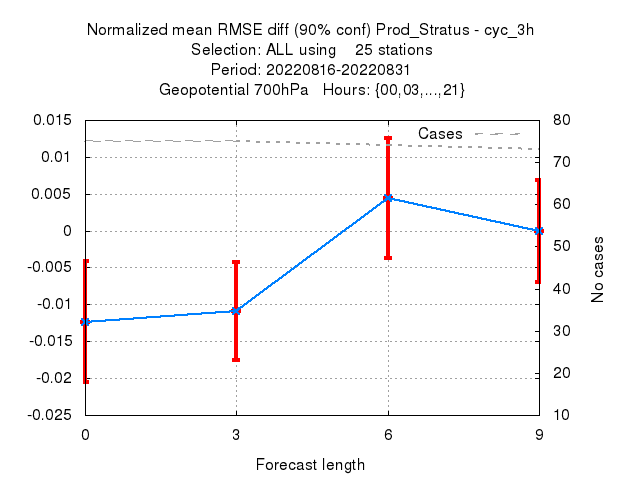 Normalized mean RMSE diff (90% conf) Prod_Stratus - cyc_3h
Selection: ALL using    25 stations
Period: 20220816-20220831
Geopotential 700hPa   Hours: {00,03,...,21}
0.015
0.01
0.005
0
-0.005
-0.01
-0.015
-0.02
-0.025
Cases
80
70
60
50
40
30
20
10
No cases
0 3 6 9
Forecast length